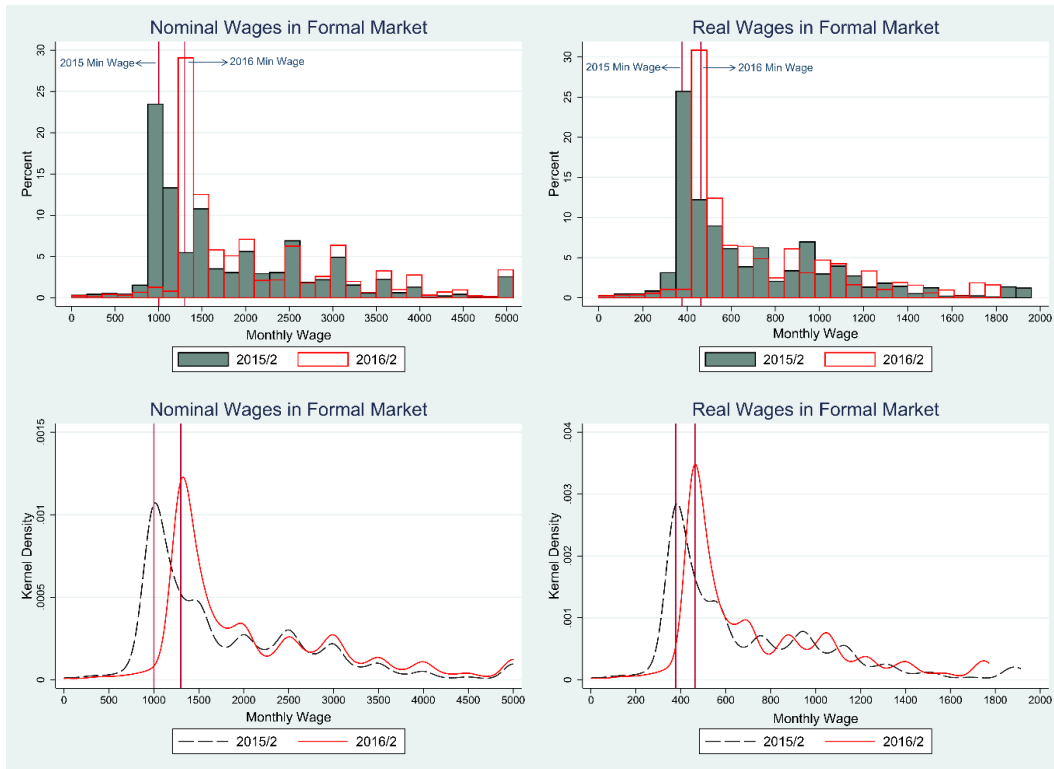 Nominal Wages in Formal Market
30
25
20
15
10
5
0
Percent
2015 Min Wage
2016 Min Wage
0 500 1000 1500 2000 2500 3000 3500 4000 4500 5000
Monthly Wage
2015/2 2016/2
Real Wages in Formal Market
30
25
20
15
10
5
0
Percent
2015 Min Wage
2016 Min Wage
0 200 400 600 800 1000 1200 1400 1600 1800 2000
Monthly Wage
2015/2 2016/2
Nominal Wages in Formal Market
.0015
.001
.0005
0
Kernel Density
0 500 1000 1500 2000 2500 3000 3500 4000 4500 5000
Monthly Wage
2015/2 2016/2
Real Wages in Formal Market
.004
.003
.002
.001
0
Kernel Density
0 200 400 600 800 1000 1200 1400 1600 1800 2000
Monthly Wage
2015/2 2016/2